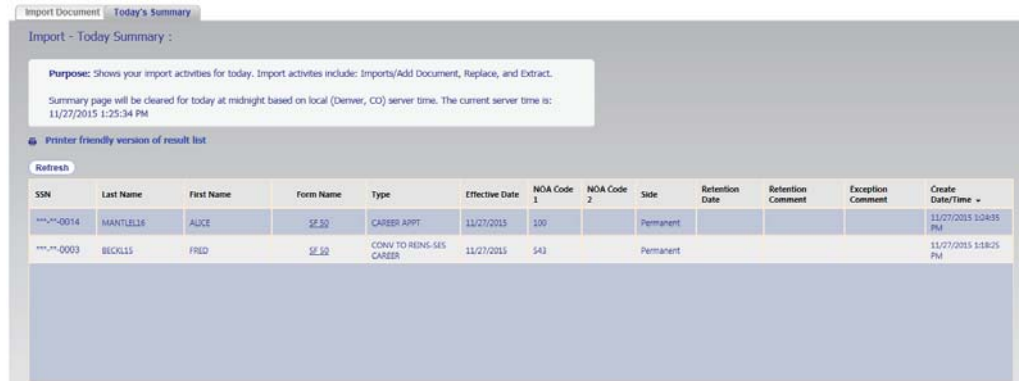 Import Document Today's Summary
Import - Today Summary :
Purpose: Shows your import activities for today. Import activites include: Imports/Add Document, Replace, and Extract.
Summary page will be cleared for today at midnight based on local (Denver, CO) server time. The current server time is:
11/27/2015 1:25:34 PM
Printer friendly version of result list
Refresh
SSN Last Name First Name Form Name Type Effective Date NOA Code 1 NOA Code 2 Side Retention Date Retention Comment Exception Comment Create Date/Time
***-**-0014 MANTLEL16 ALICE SF 50 CAREER APPT 11/27/2015 100 Permanent 11/27/2015 1:24:35 PM
***-**-0003 BECKL15 FRED SF 50 CONV TO REINS-SES CAREER 11/27/2015 543 Permanent 11/27/2015 1:18:25 PM